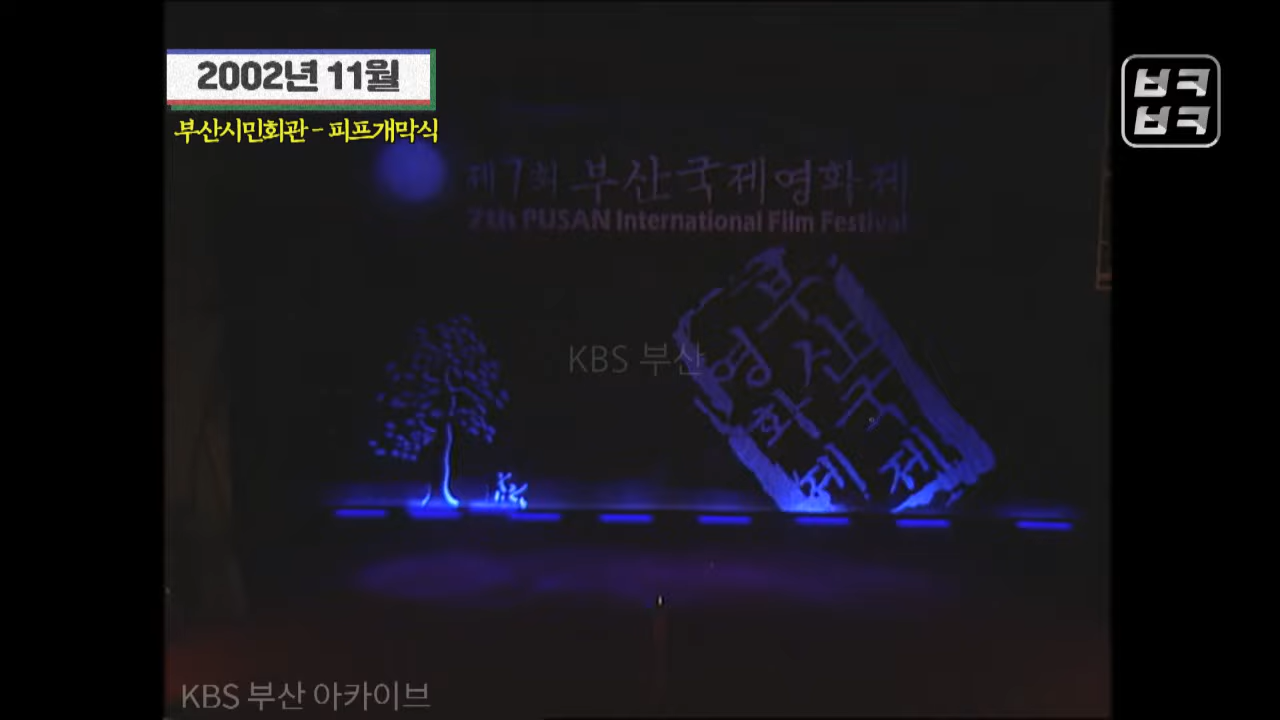 2002년 11월
부산시민회관 - 피프개막식
ㅂㅋ
ㅂㅋ
제7회 부산국제영화제
7th PUSAN International Film Festival
부산국제
영화제
KBS 부산
KBS 부산 아카이브